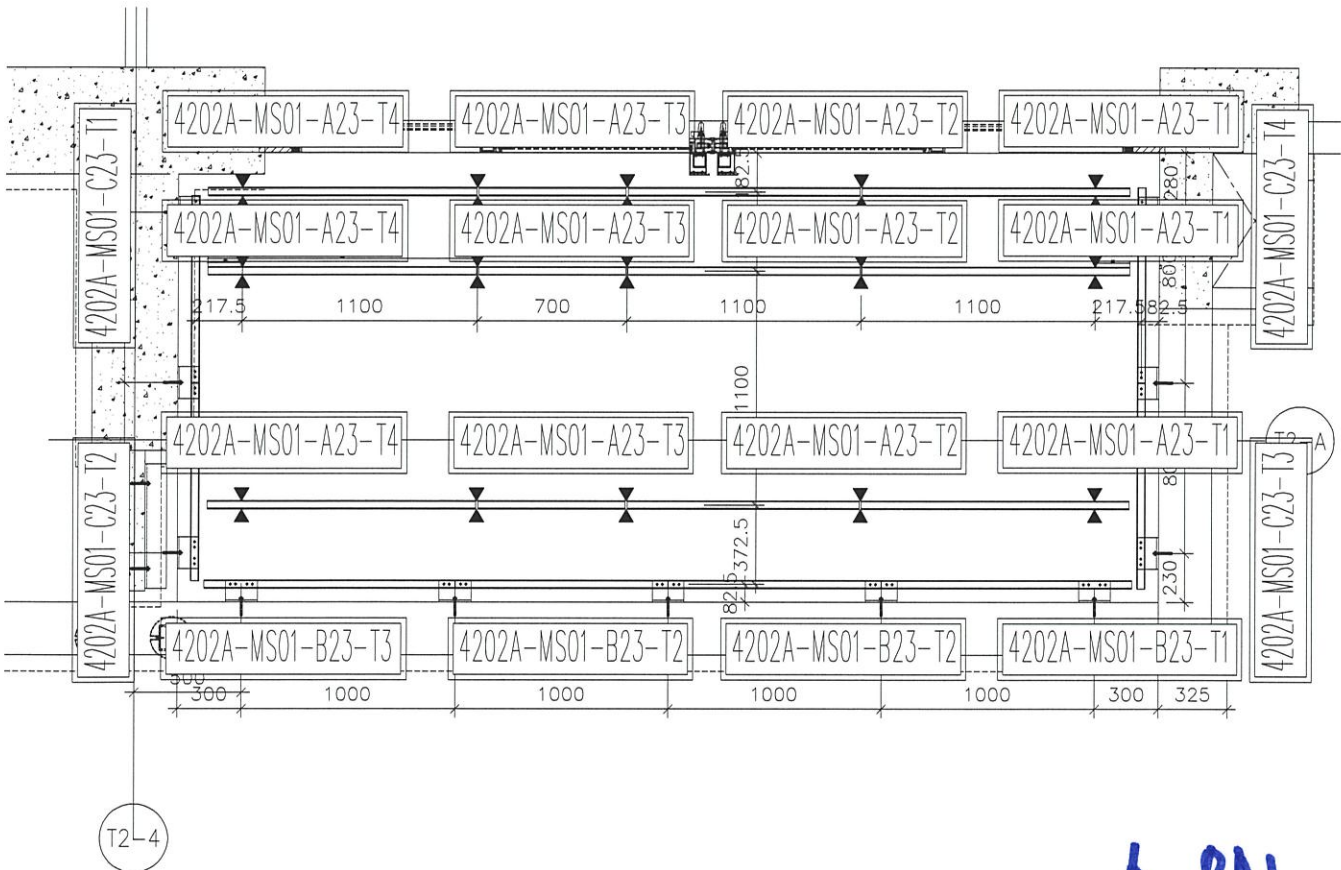 4202A-MS01-A23-T4 4202A-MS01-A23-T3 4202A-MS01-A23-T2 4202A-MS01-A23-T1
4202A-MS01-C23-T1
4202A-MS01-C23-T4
280
4202A-MS01-A23-T4 4202A-MS01-A23-T3 4202A-MS01-A23-T2 4202A-MS01-A23-T1
217.5 1100 700 1100 1100 217.5 82.5
1100
4202A-MS01-A23-T4 4202A-MS01-A23-T3 4202A-MS01-A23-T2 4202A-MS01-A23-T1
4202A-MS01-C23-T2
4202A-MS01-C23-T3
372.5
82.5
230
4202A-MS01-B23-T3 4202A-MS01-B23-T2 4202A-MS01-B23-T2 4202A-MS01-B23-T1
300 1000 1000 1000 1000 300 325
T2-4